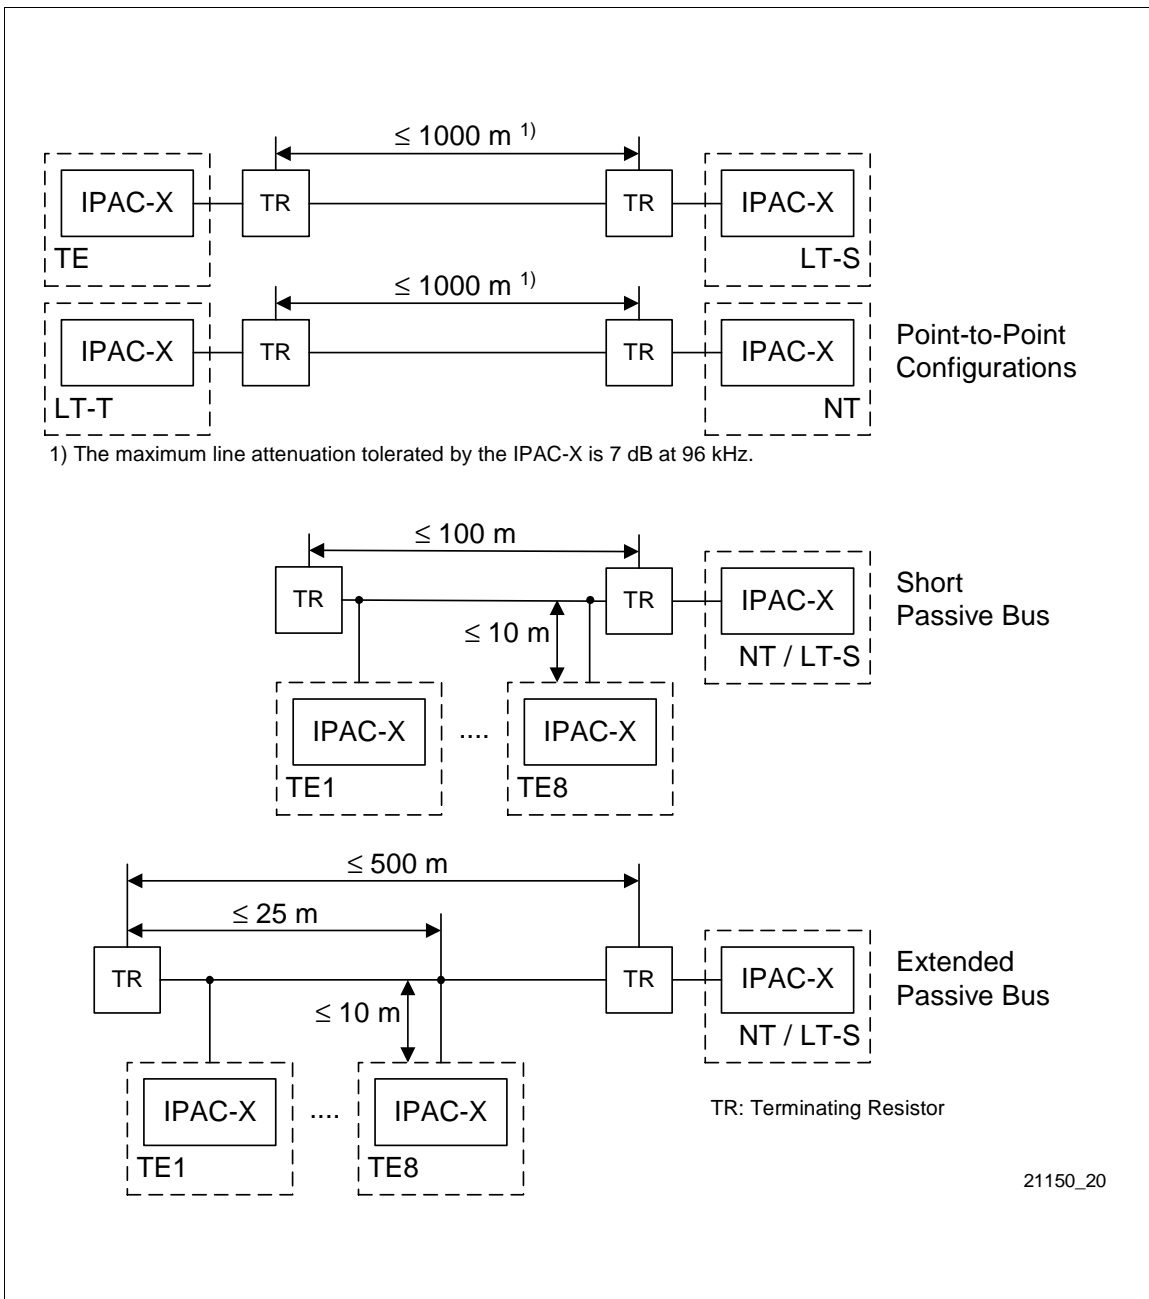 ≤ 1000 m 1)
IPAC-X TR TR IPAC-X
TE LT-S
≤ 1000 m 1)
IPAC-X TR TR IPAC-X
LT-T NT
Point-to-Point
Configurations
1) The maximum line attenuation tolerated by the IPAC-X is 7 dB at 96 kHz.
≤ 100 m
TR TR IPAC-X
≤ 10 m
NT / LT-S
Short
Passive Bus
IPAC-X .... IPAC-X
TE1 TE8
≤ 500 m
≤ 25 m
TR TR IPAC-X
≤ 10 m
NT / LT-S
Extended
Passive Bus
IPAC-X .... IPAC-X
TE1 TE8
TR: Terminating Resistor
21150_20